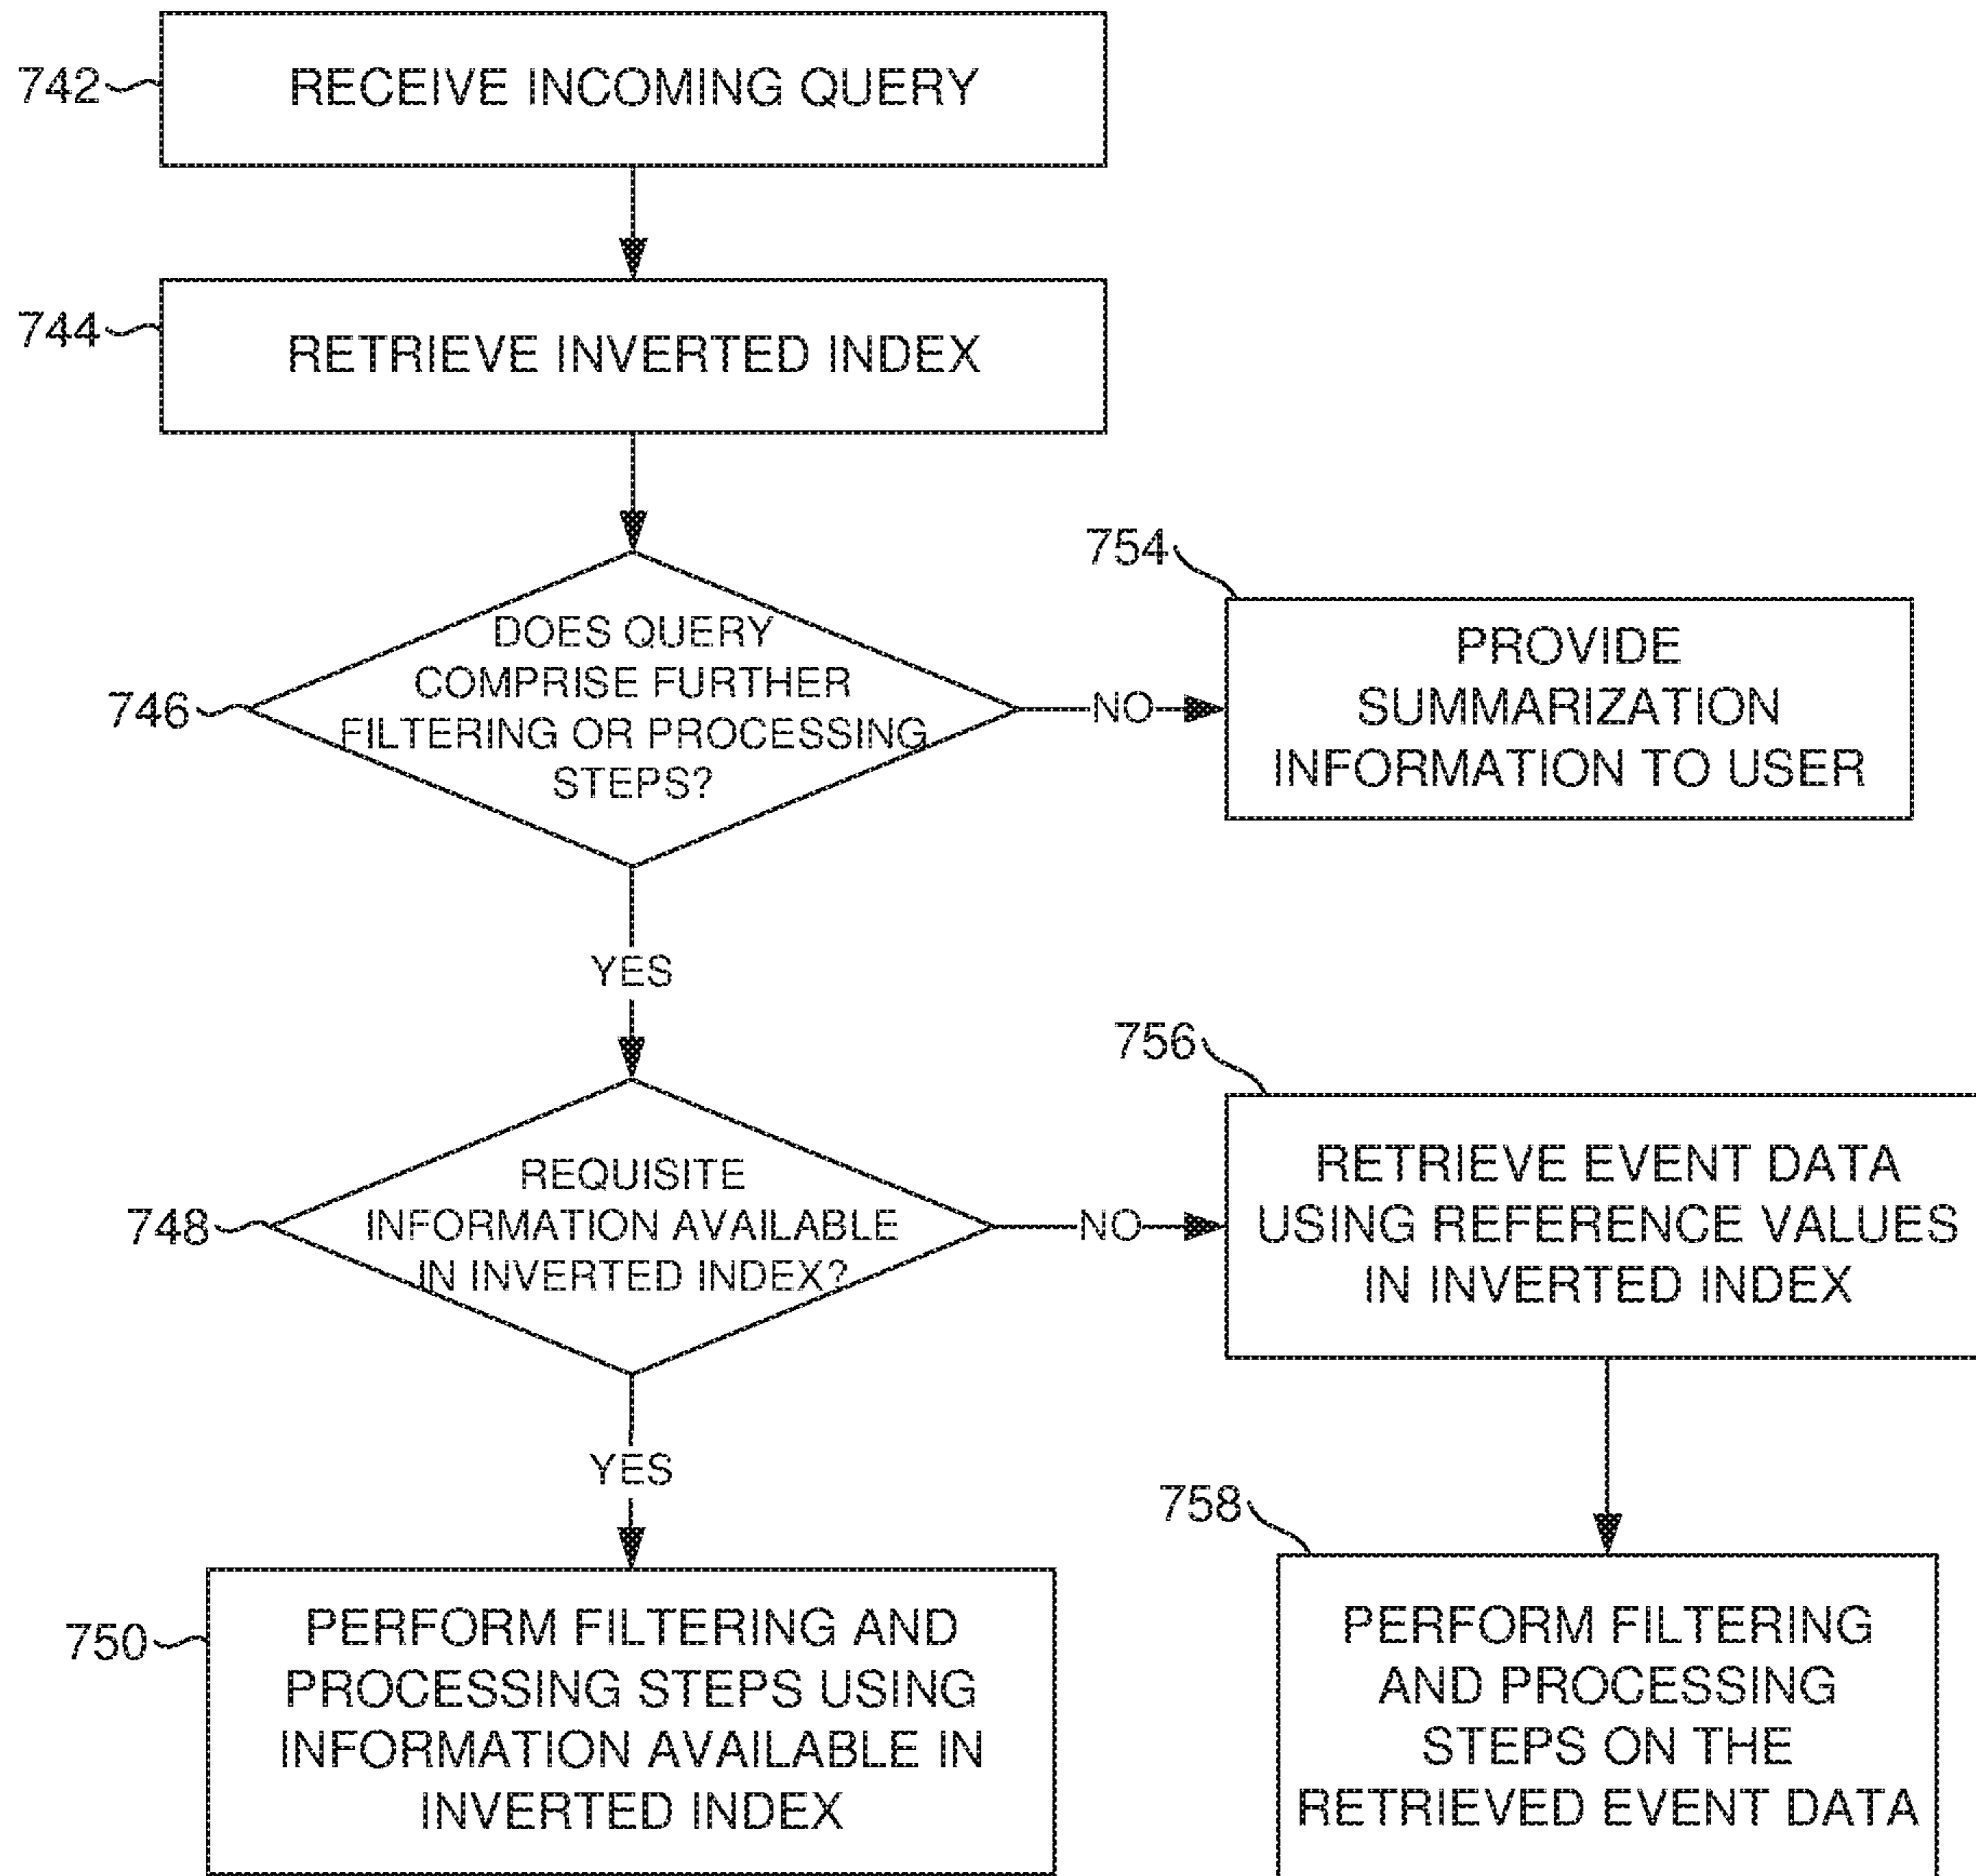 742
RECEIVE INCOMING QUERY
744
RETRIEVE INVERTED INDEX
746
DOES QUERY
COMPRISE FURTHER
FILTERING OR PROCESSING
STEPS?
NO
754
PROVIDE
SUMMARIZATION
INFORMATION TO USER
YES
748
REQUISITE
INFORMATION AVAILABLE
IN INVERTED INDEX?
NO
756
RETRIEVE EVENT DATA
USING REFERENCE VALUES
IN INVERTED INDEX
YES
750
PERFORM FILTERING AND
PROCESSING STEPS USING
INFORMATION AVAILABLE IN
INVERTED INDEX
758
PERFORM FILTERING
AND PROCESSING
STEPS ON THE
RETRIEVED EVENT DATA